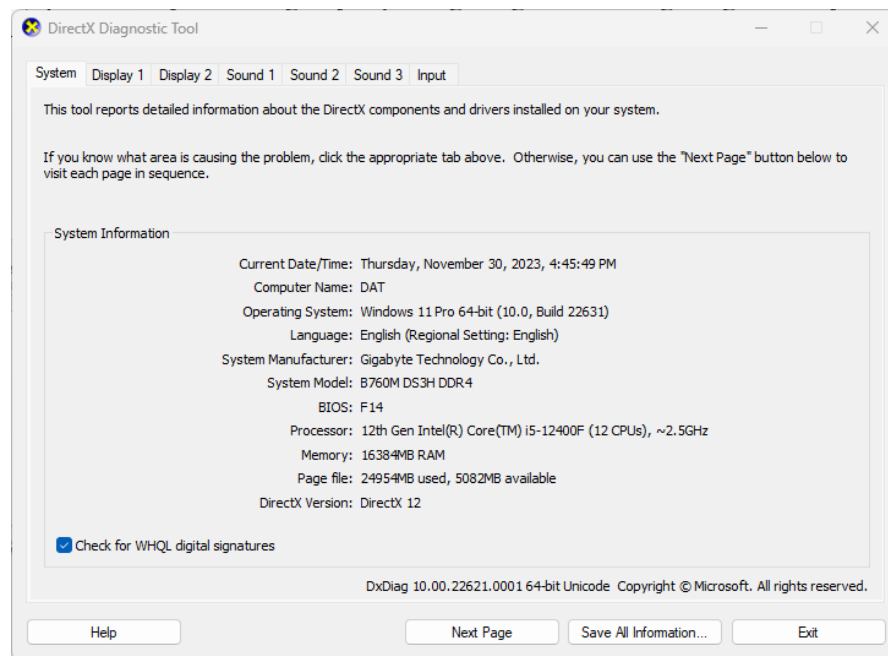 DirectX Diagnostic Tool
System Display 1 Display 2 Sound 1 Sound 2 Sound 3 Input
This tool reports detailed information about the DirectX components and drivers installed on your system.
If you know what area is causing the problem, click the appropriate tab above.  Otherwise, you can use the "Next Page" button below to
visit each page in sequence.
System Information
Current Date/Time: Thursday, November 30, 2023, 4:45:49 PM
Computer Name: DAT
Operating System: Windows 11 Pro 64-bit (10.0, Build 22631)
Language: English (Regional Setting: English)
System Manufacturer: Gigabyte Technology Co., Ltd.
System Model: B760M DS3H DDR4
BIOS: F14
Processor: 12th Gen Intel(R) Core(TM) i5-12400F (12 CPUs), ~2.5GHz
Memory: 16384MB RAM
Page file: 24954MB used, 5082MB available
DirectX Version: DirectX 12
Check for WHQL digital signatures
DxDiag 10.00.22621.0001 64-bit Unicode  Copyright © Microsoft. All rights reserved.
Help Next Page Save All Information... Exit